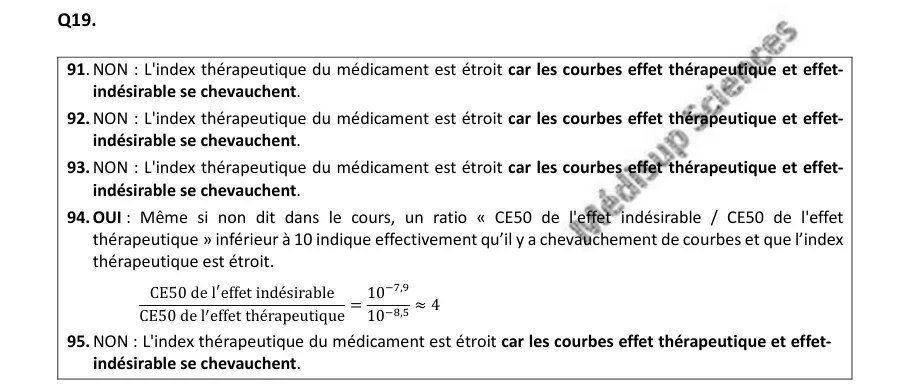 Q19.
91. NON : L'index thérapeutique du médicament est étroit car les courbes effet thérapeutique et effet-
indésirable se chevauchent.
92. NON : L'index thérapeutique du médicament est étroit car les courbes effet thérapeutique et effet-
indésirable se chevauchent.
93. NON : L'index thérapeutique du médicament est étroit car les courbes effet thérapeutique et effet-
indésirable se chevauchent.
94. OUI : Même si non dit dans le cours, un ratio « CE50 de l'effet indésirable / CE50 de l'effet
thérapeutique » inférieur à 10 indique effectivement qu’il y a chevauchement de courbes et que l’index
thérapeutique est étroit.
CE50 de l′effet indésirable / CE50 de l′effet thérapeutique = 10⁻⁷,⁹ / 10⁻⁸,⁵ ≈ 4
95. NON : L'index thérapeutique du médicament est étroit car les courbes effet thérapeutique et effet-
indésirable se chevauchent.
Médisup Sciences